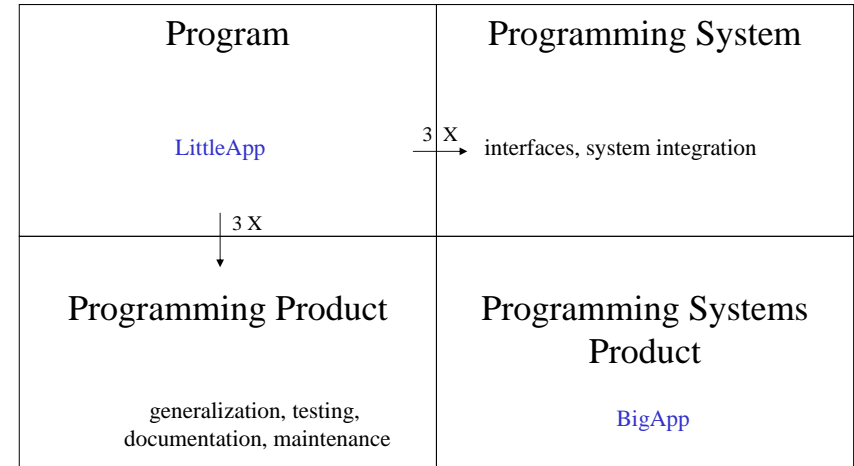 Program
Programming System
LittleApp
3 X
interfaces, system integration
3 X
Programming Product
Programming Systems
Product
generalization, testing,
documentation, maintenance
BigApp